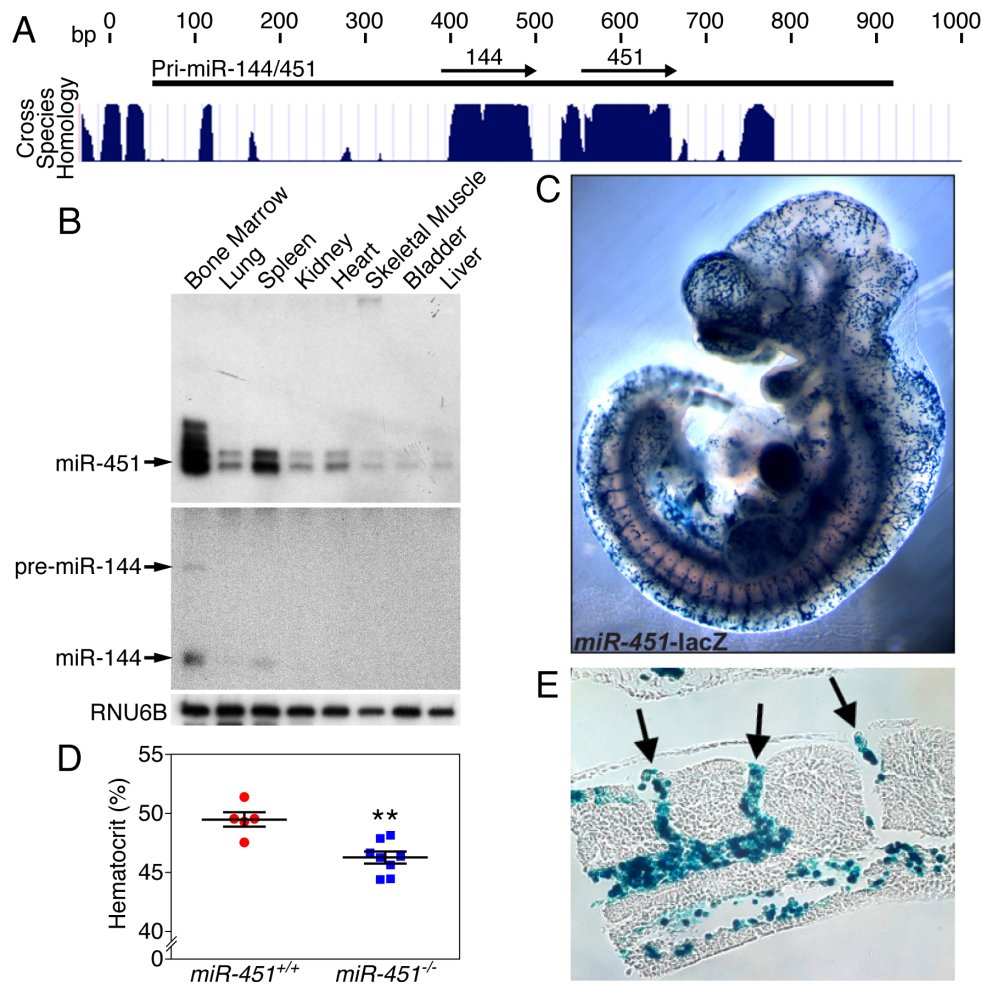 A
bp 0 100 200 300 400 500 600 700 800 900 1000
Pri-miR-144/451 144 451
Cross
Species
Homology
B
Bone Marrow
Lung
Spleen
Kidney
Heart
Skeletal Muscle
Bladder
Liver
miR-451
pre-miR-144
miR-144
RNU6B
C
miR-451-lacZ
D
Hematocrit (%)
55
50
45
40
0
**
miR-451+/+ miR-451-/-
E